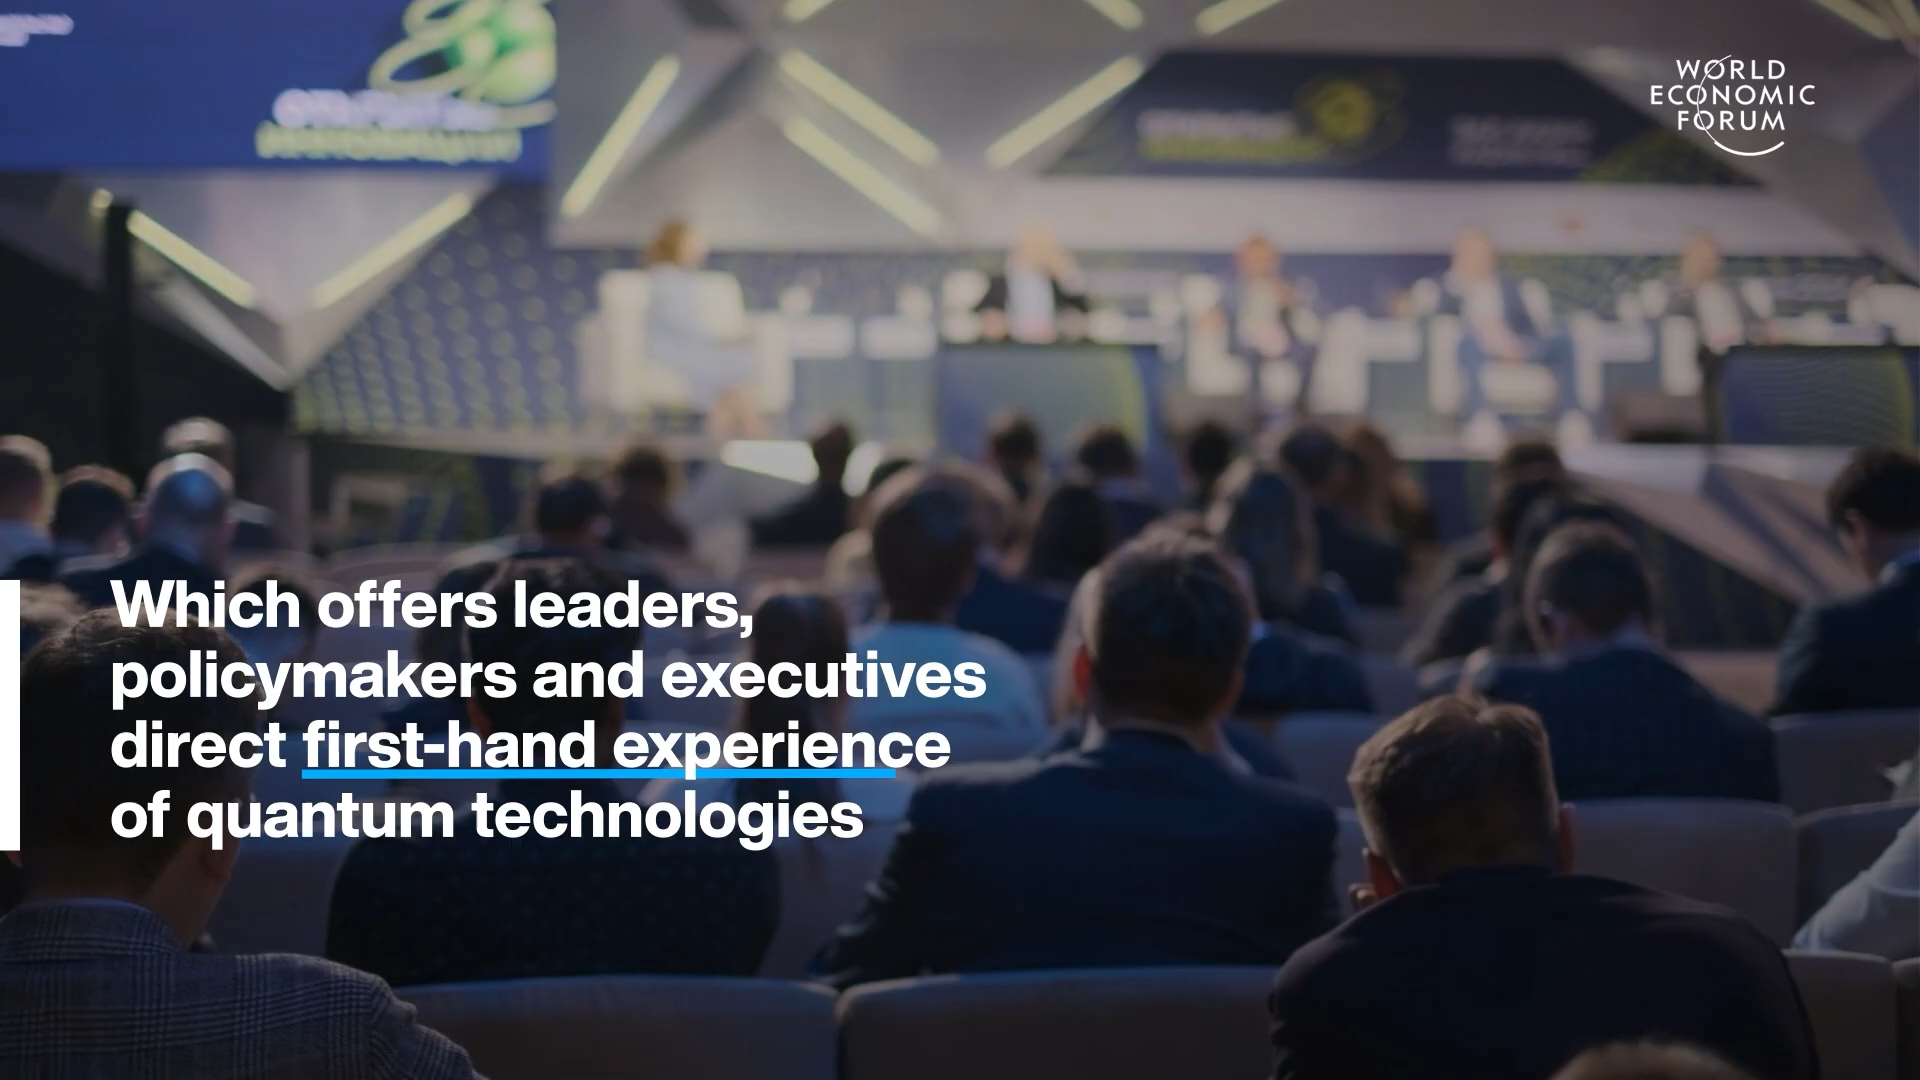 WORLD
ECONOMIC
FORUM
Which offers leaders,
policymakers and executives
direct first-hand experience
of quantum technologies